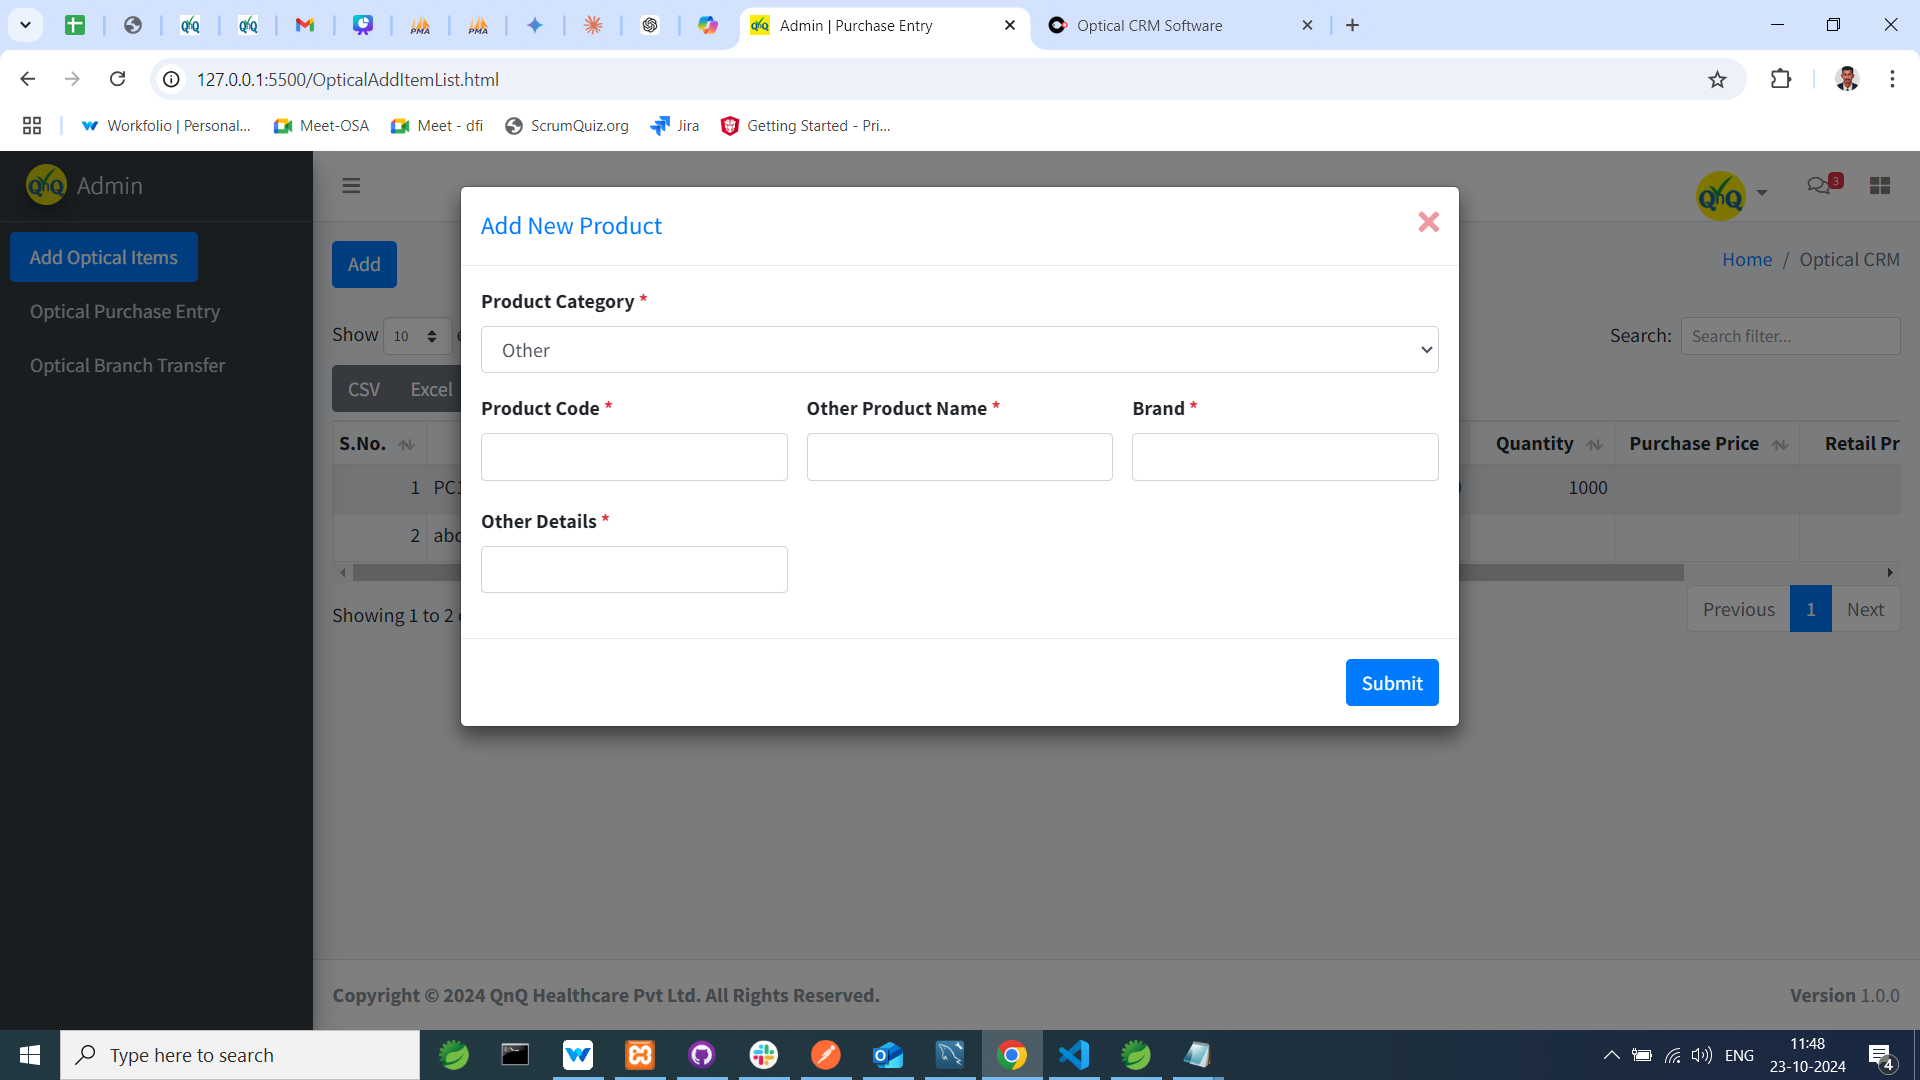 Admin | Purchase Entry
Optical CRM Software
127.0.0.1:5500/OpticalAddItemList.html
Workfolio | Personal...
Meet-OSA
Meet - dfi
ScrumQuiz.org
Jira
Getting Started - Pri...
QnQ Admin
QnQ
3
Add Optical Items
Optical Purchase Entry
Optical Branch Transfer
Add
Home / Optical CRM
Show 10
Search: Search filter...
CSV Excel
S.No. Quantity Purchase Price Retail Pr
1 1000
2
Showing 1 to 2
Previous 1 Next
Add New Product
Product Category *
Other
Product Code * Other Product Name * Brand *
Other Details *
Submit
Copyright © 2024 QnQ Healthcare Pvt Ltd. All Rights Reserved.
Version 1.0.0
Type here to search
ENG
11:48
23-10-2024
4